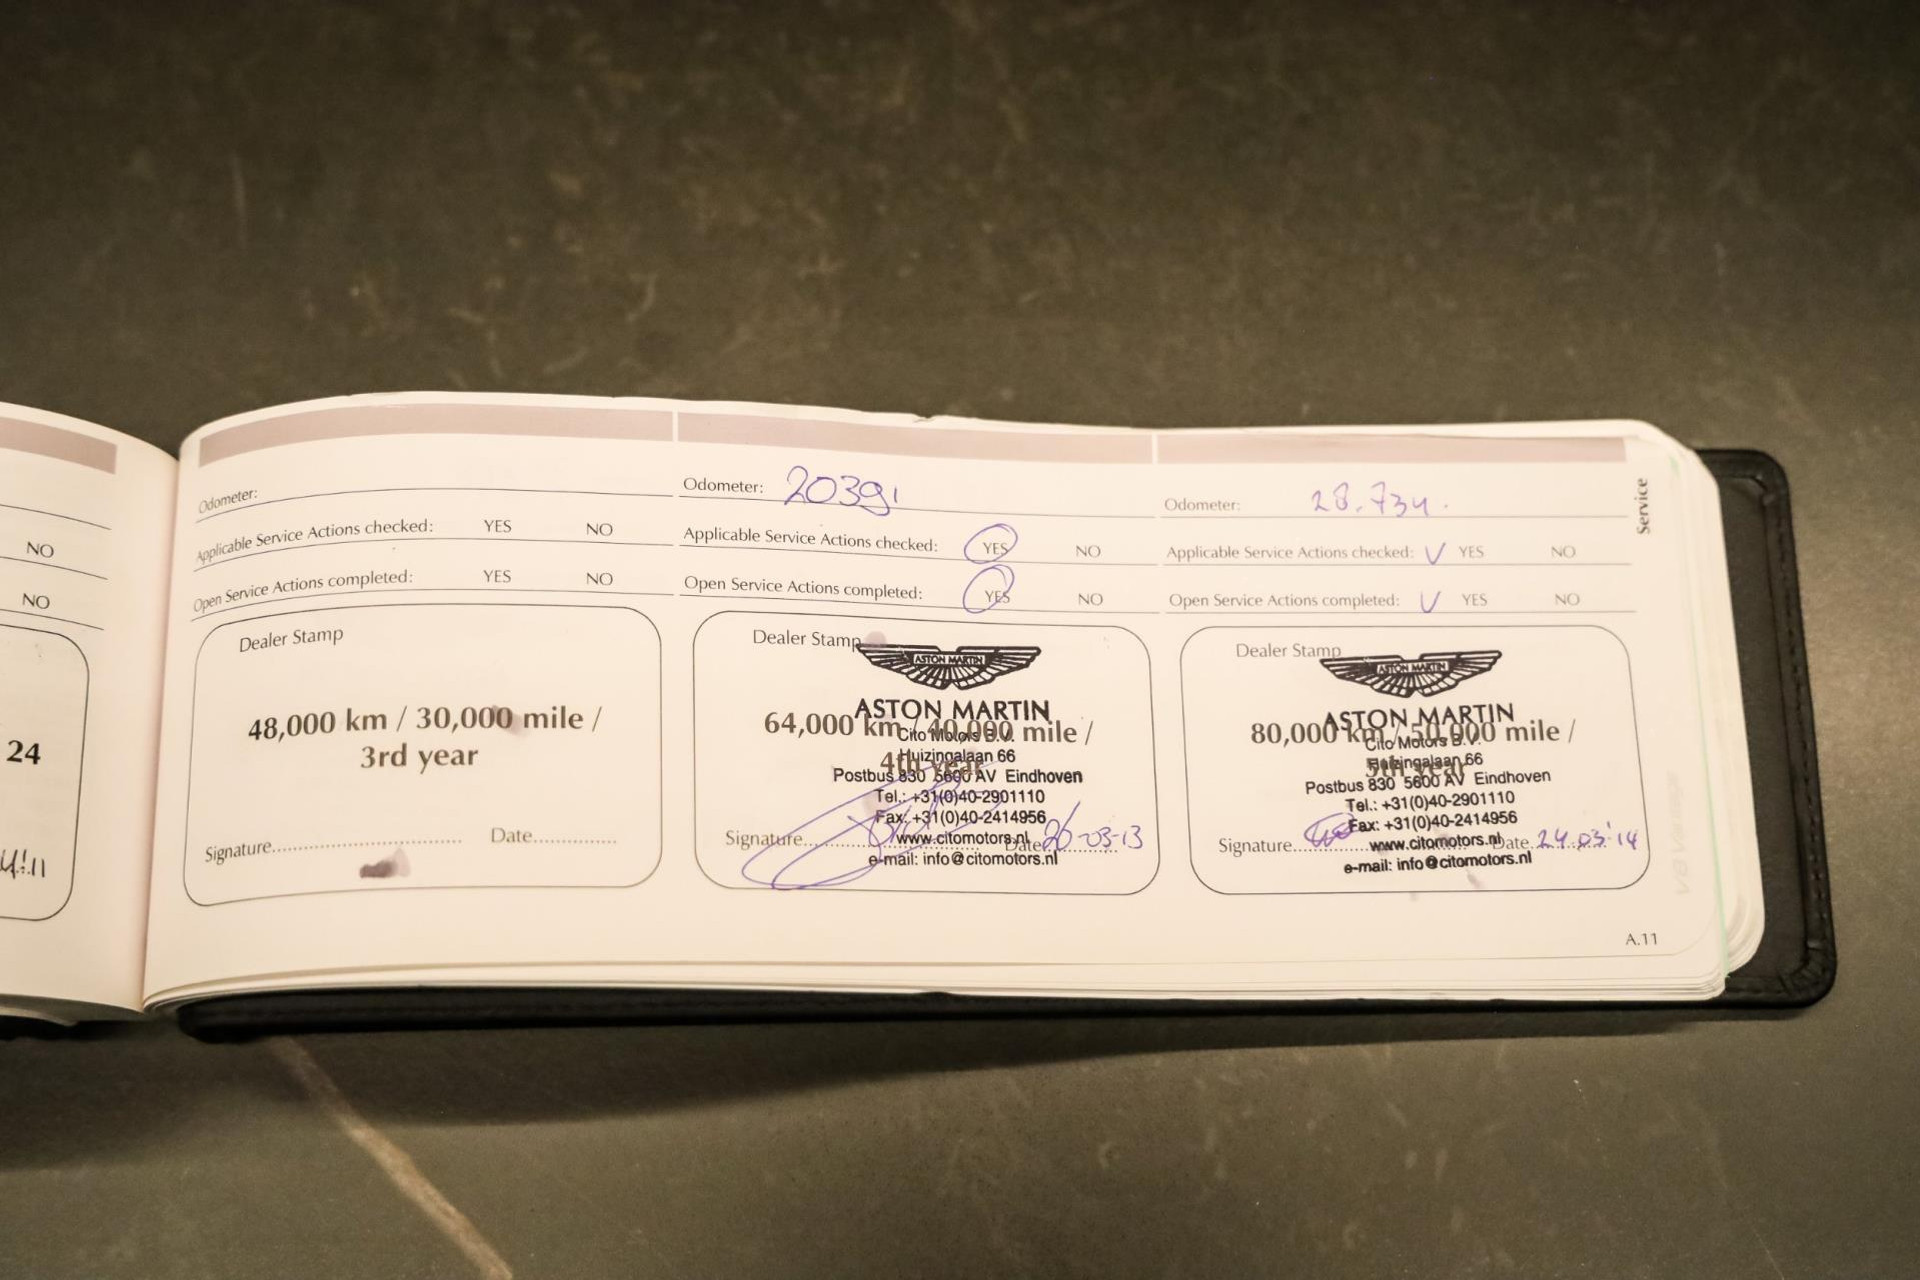 NO
NO
24
Odometer:
Applicable Service Actions checked: YES NO
Open Service Actions completed: YES NO
Dealer Stamp
48,000 km / 30,000 mile /
3rd year
Signature.......... Date..........
Odometer: 20391
Applicable Service Actions checked: YES NO
Open Service Actions completed: YES NO
Dealer Stamp
ASTON MARTIN
ASTON MARTIN
64,000 km / 40,000 mile /
Cito Motors B.V.
Huizingalaan 66
4th year
Postbus 830 5600 AV Eindhoven
Tel.: +31(0)40-2901110
Fax: +31(0)40-2414956
www.citomotors.nl
Signature.......... Date.......... 26-03-13
e-mail: info@citomotors.nl
Odometer: 28.734.
Applicable Service Actions checked: V YES NO
Open Service Actions completed: V YES NO
Dealer Stamp
ASTON MARTIN
ASTON MARTIN
80,000 km / 50,000 mile /
Cito Motors B.V.
Huizingalaan 66
5th year
Postbus 830 5600 AV Eindhoven
Tel.: +31(0)40-2901110
Fax: +31(0)40-2414956
www.citomotors.nl
Signature.......... Date.. 24.03.'14
e-mail: info@citomotors.nl
Service
A.11